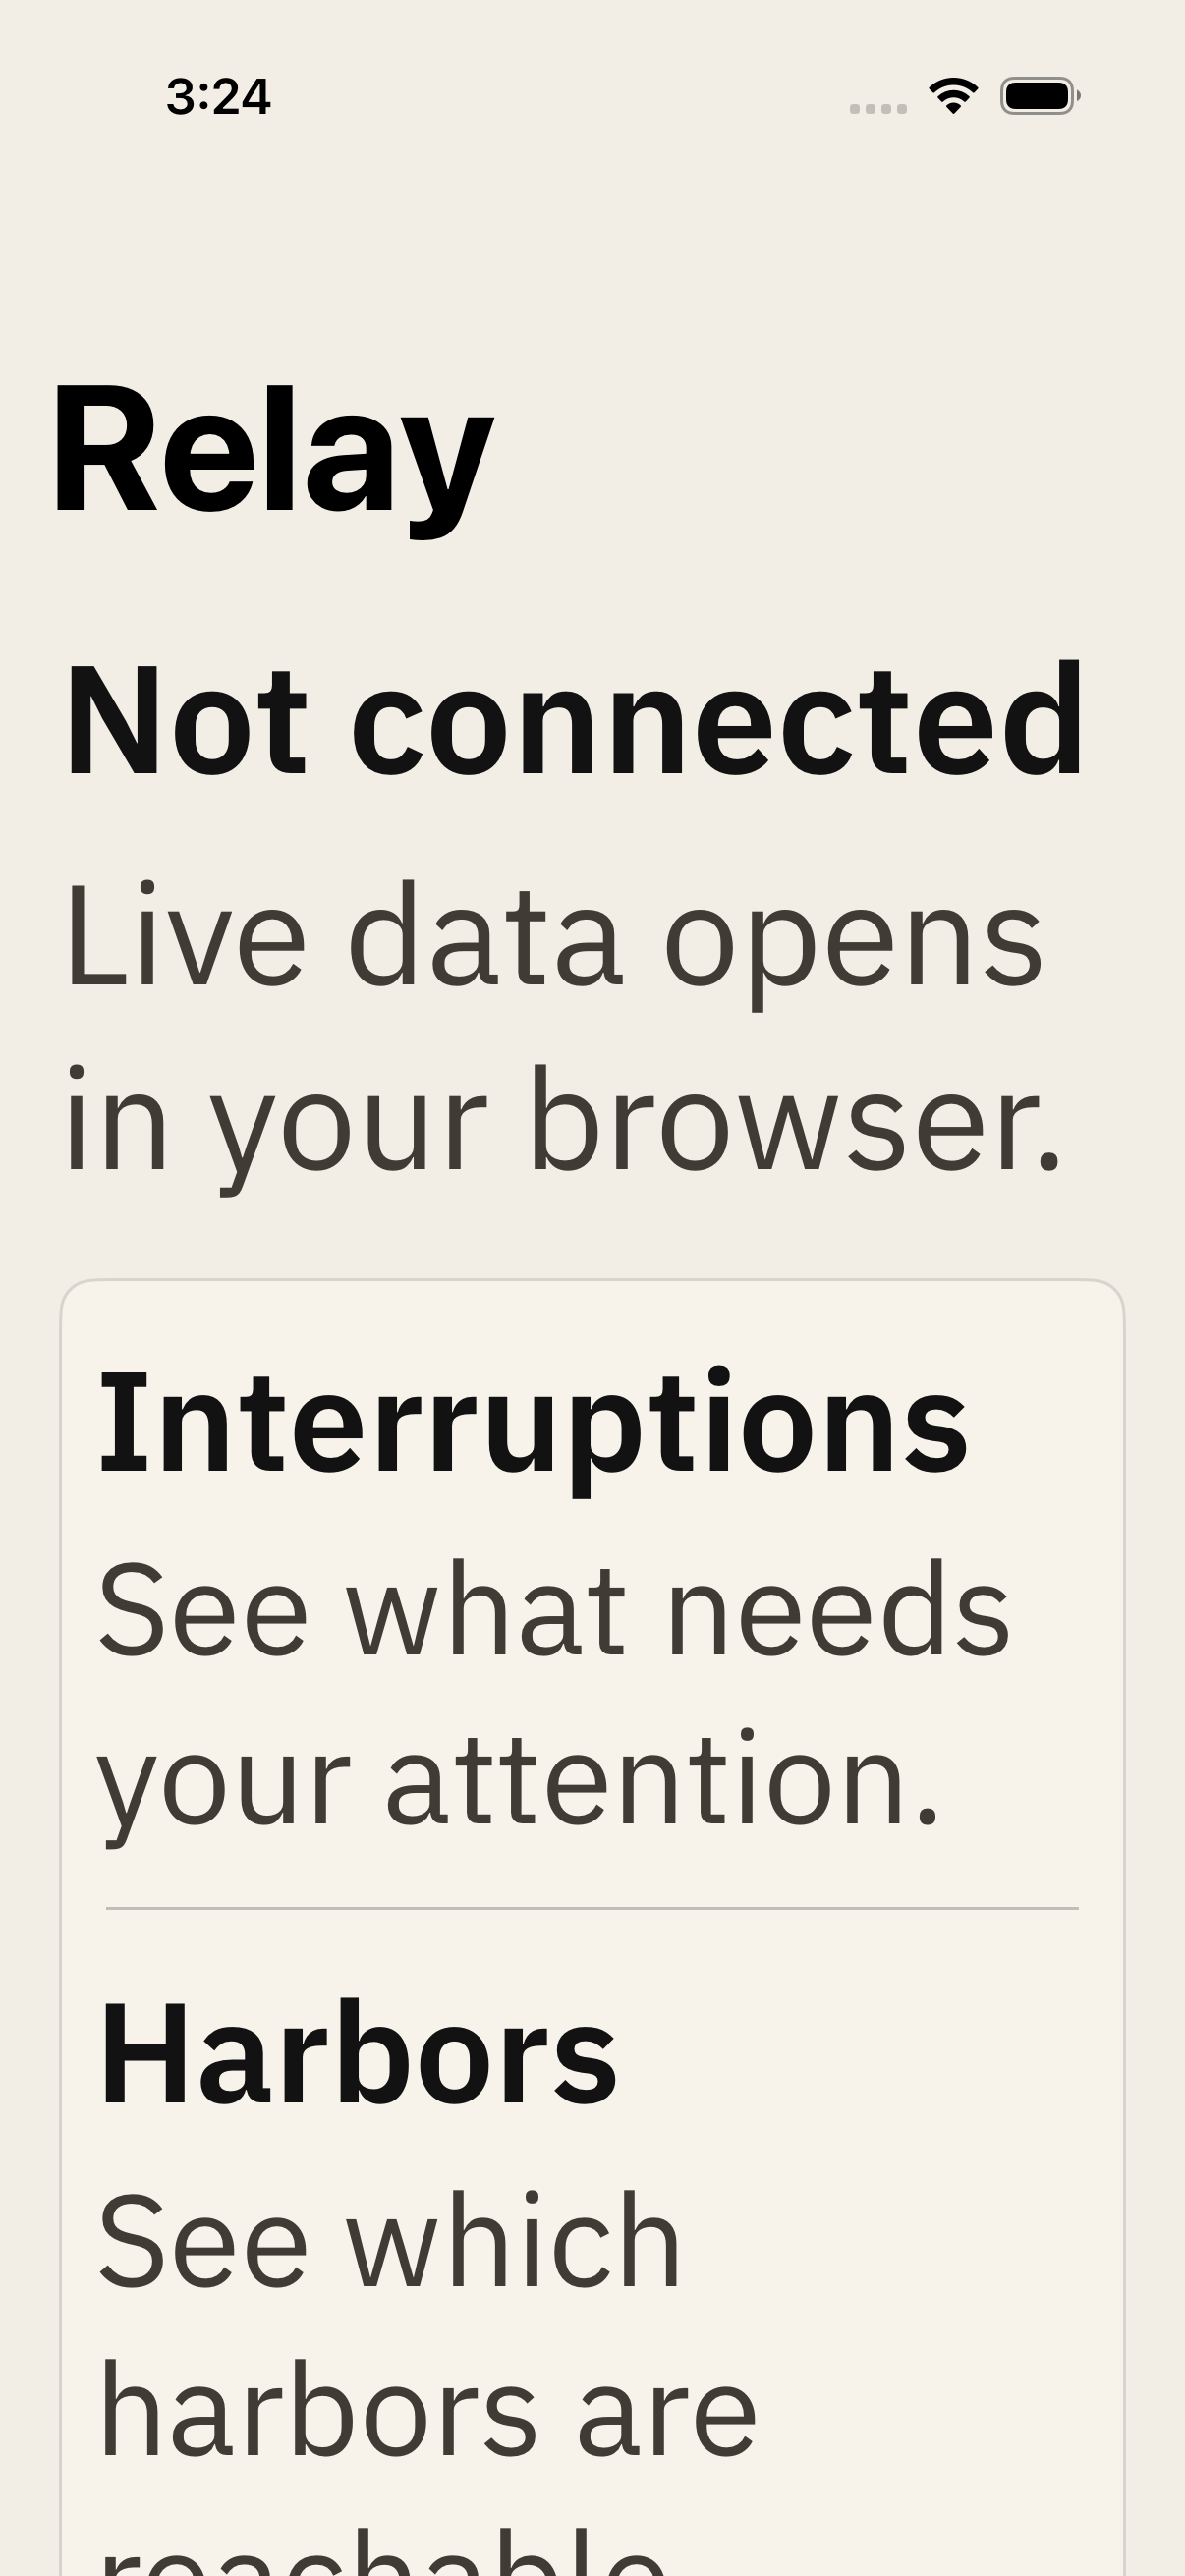 3:24
Relay
Not connected
Live data opens
in your browser.
Interruptions
See what needs
your attention.
Harbors
See which
harbors are
reachable